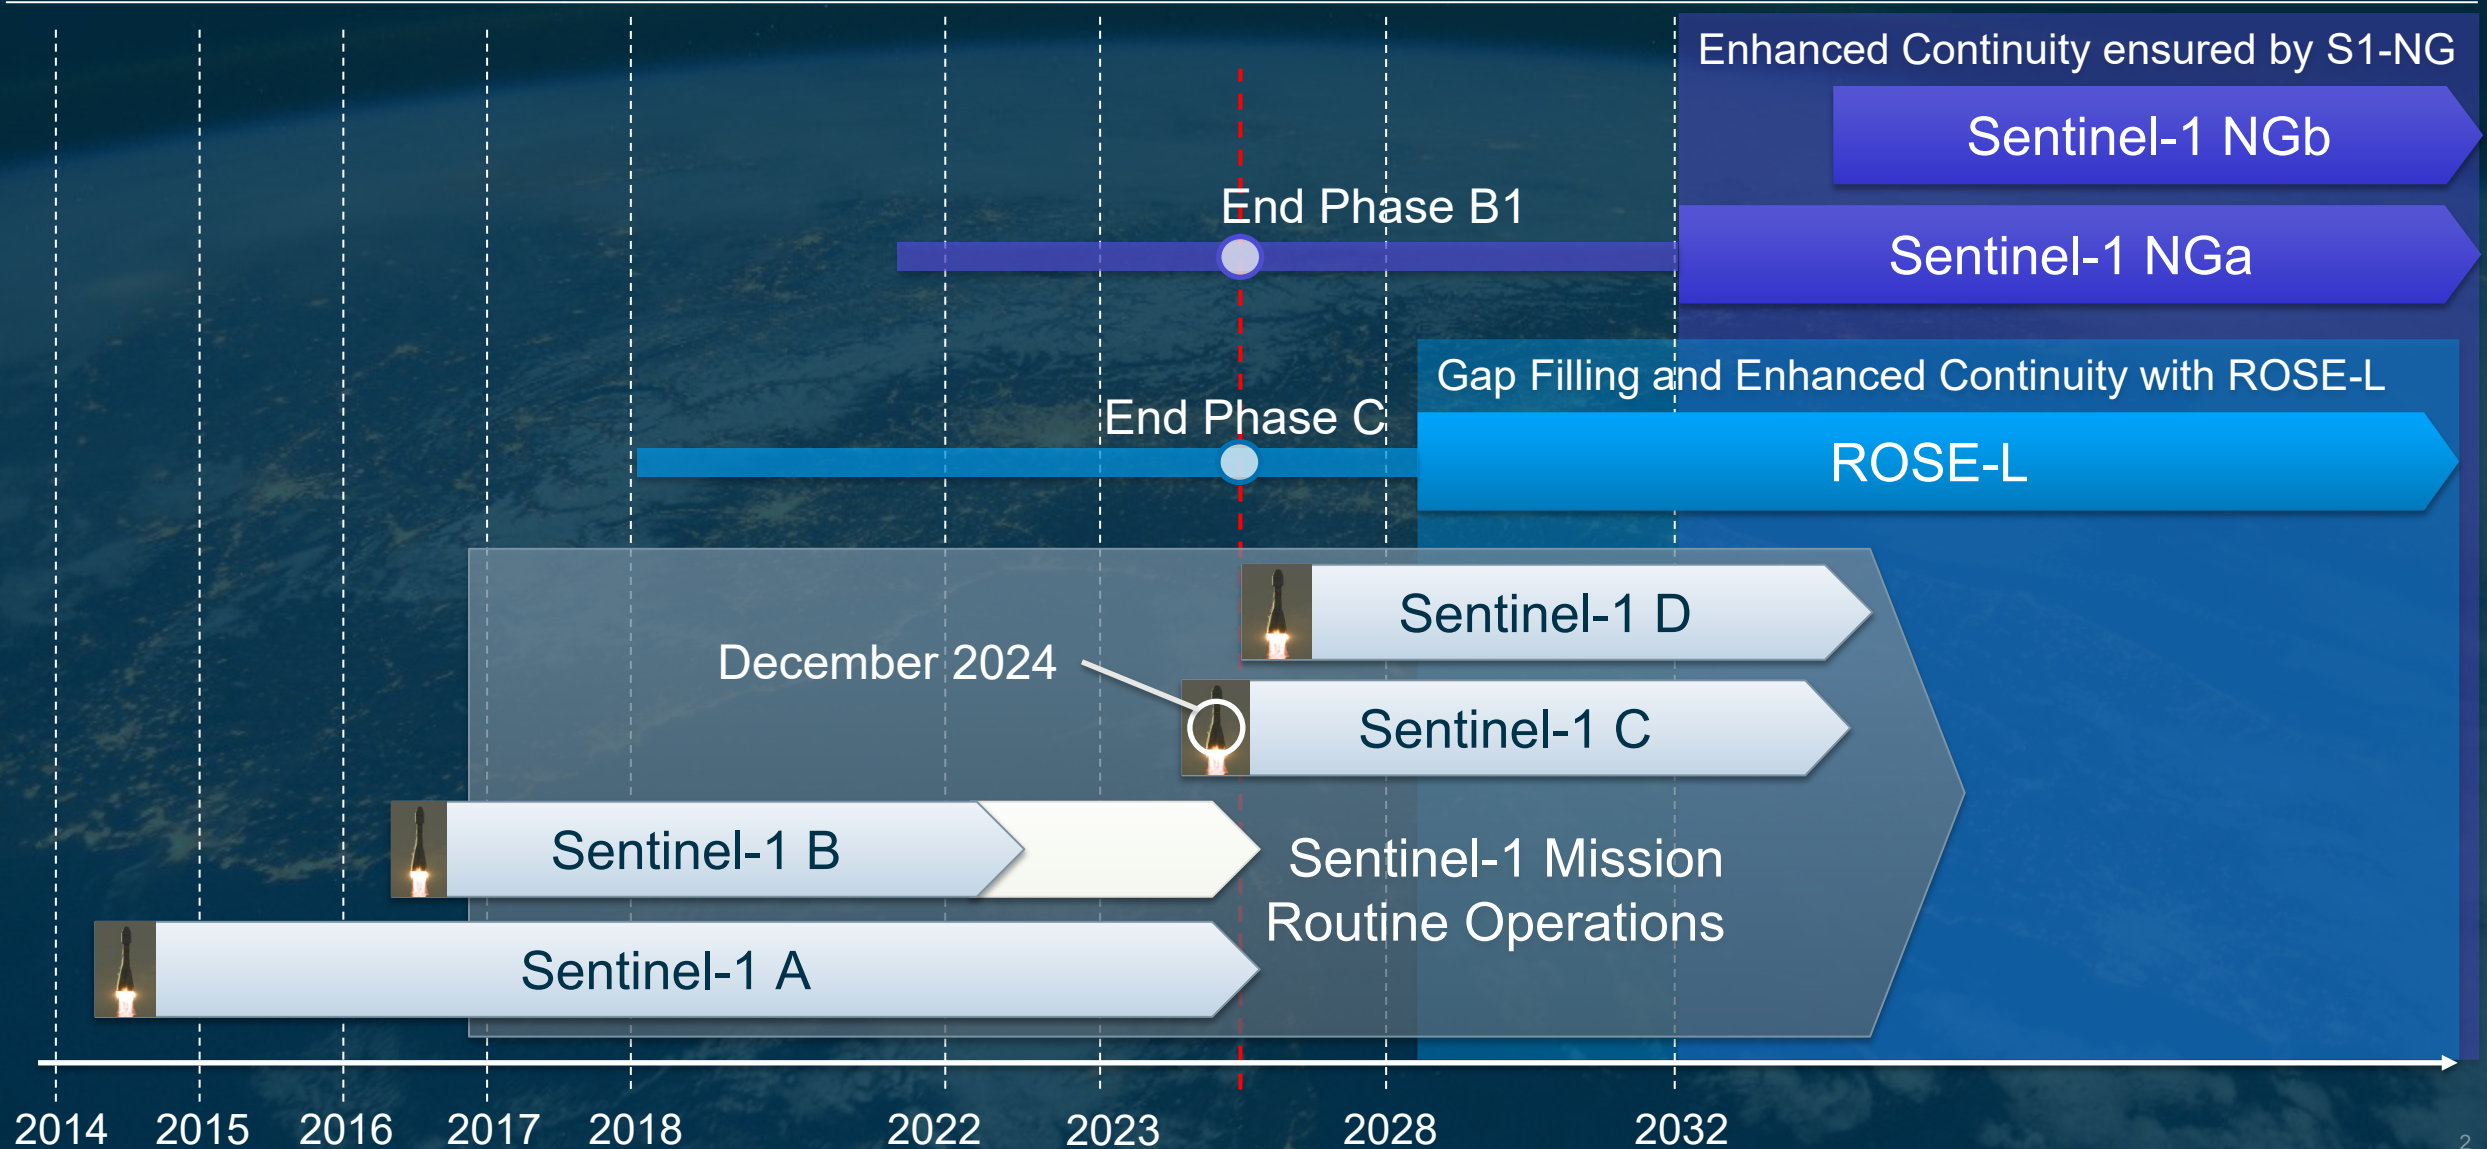 Enhanced Continuity ensured by S1-NG
Sentinel-1 NGb
End Phase B1
Sentinel-1 NGa
Gap Filling and Enhanced Continuity with ROSE-L
End Phase C
ROSE-L
Sentinel-1 D
December 2024
Sentinel-1 C
Sentinel-1 B
Sentinel-1 Mission
Routine Operations
Sentinel-1 A
2014 2015 2016 2017 2018 2022 2023 2028 2032
2